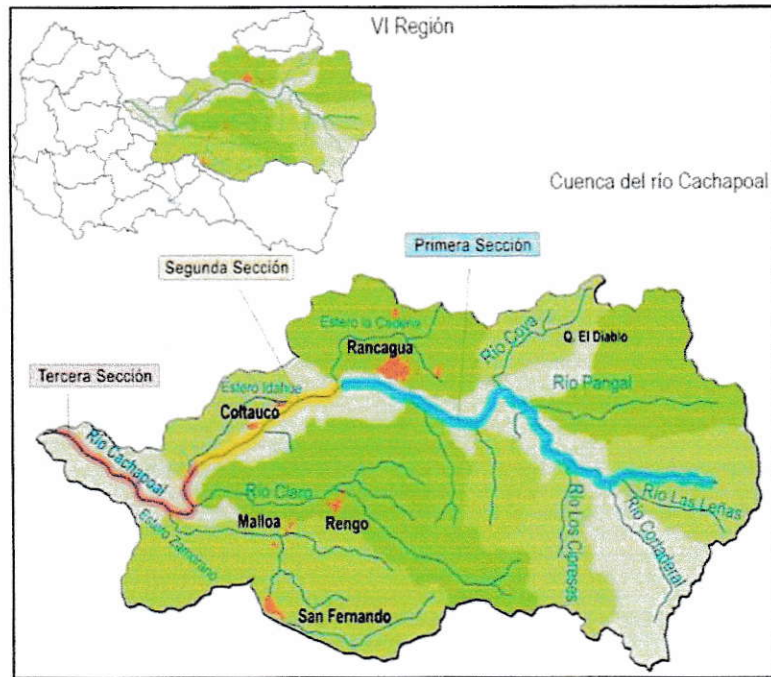 VI Región
Cuenca del río Cachapoal
Primera Sección
Segunda Sección
Tercera Sección
Estero la Cadena
Rancagua
Río Coya
Q. El Diablo
Río Pangal
Estero Idahue
Coltauco
Río Cachapoal
Río Claro
Río Las Leñas
Malloa
Rengo
Río Los Cipreses
Río Cortaderal
Estero Zamorano
San Fernando